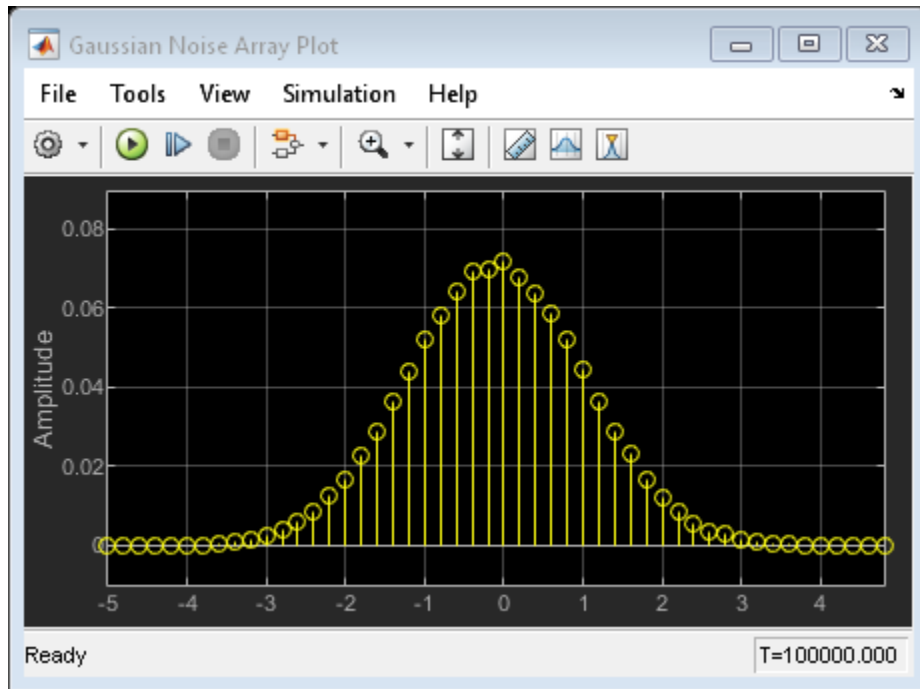 Gaussian Noise Array Plot
File Tools View Simulation Help
Amplitude
0.08
0.06
0.04
0.02
0
-5 -4 -3 -2 -1 0 1 2 3 4
Ready T=100000.000